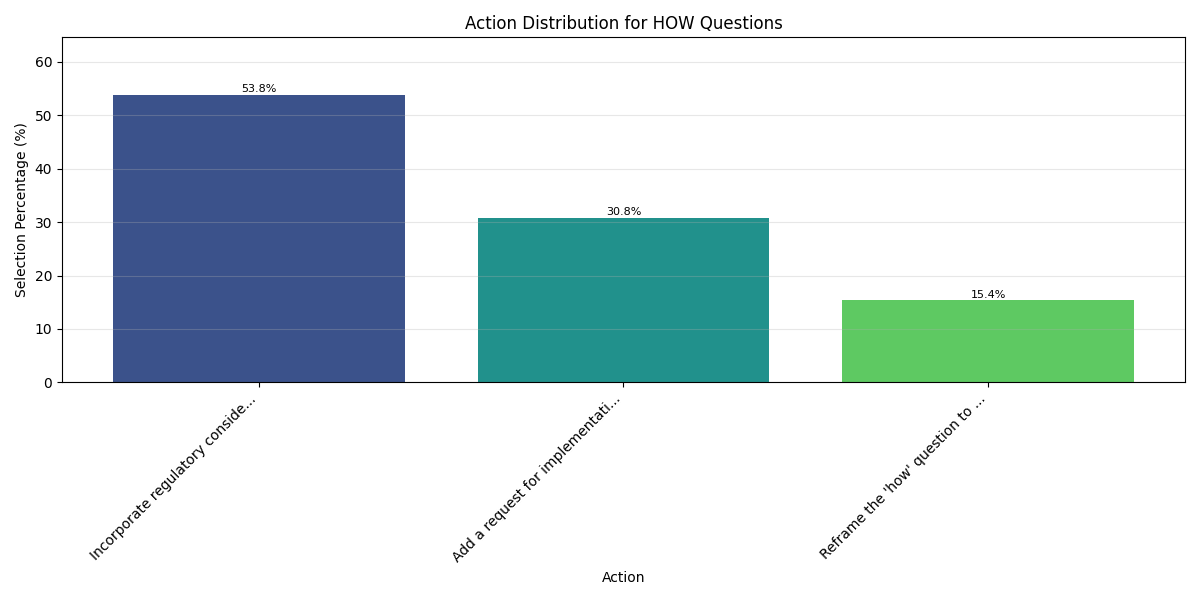 Action Distribution for HOW Questions
Selection Percentage (%)
60
50
40
30
20
10
0
53.8%
30.8%
15.4%
Incorporate regulatory conside...
Add a request for implementati...
Reframe the 'how' question to ...
Action